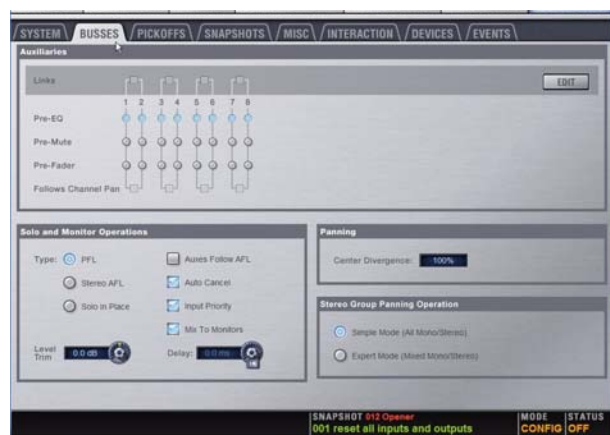 SYSTEM BUSSES PICKOFFS SNAPSHOTS MISC INTERACTION DEVICES EVENTS
Auxiliaries
Links EDIT
1 2 3 4 5 6 7 8
Pre-EQ
Pre-Mute
Pre-Fader
Follows Channel Pan
Solo and Monitor Operations
Type: PFL
Stereo AFL
Solo in Place
Auxes Follow AFL
Auto Cancel
Input Priority
Mix To Monitors
Level Trim 0.0 dB
Delay: 0.0 ms
Panning
Center Divergence: 100%
Stereo Group Panning Operation
Simple Mode (All Mono/Stereo)
Expert Mode (Mixed Mono/Stereo)
SNAPSHOT 012 Opener
001 reset all inputs and outputs
MODE STATUS
CONFIG OFF